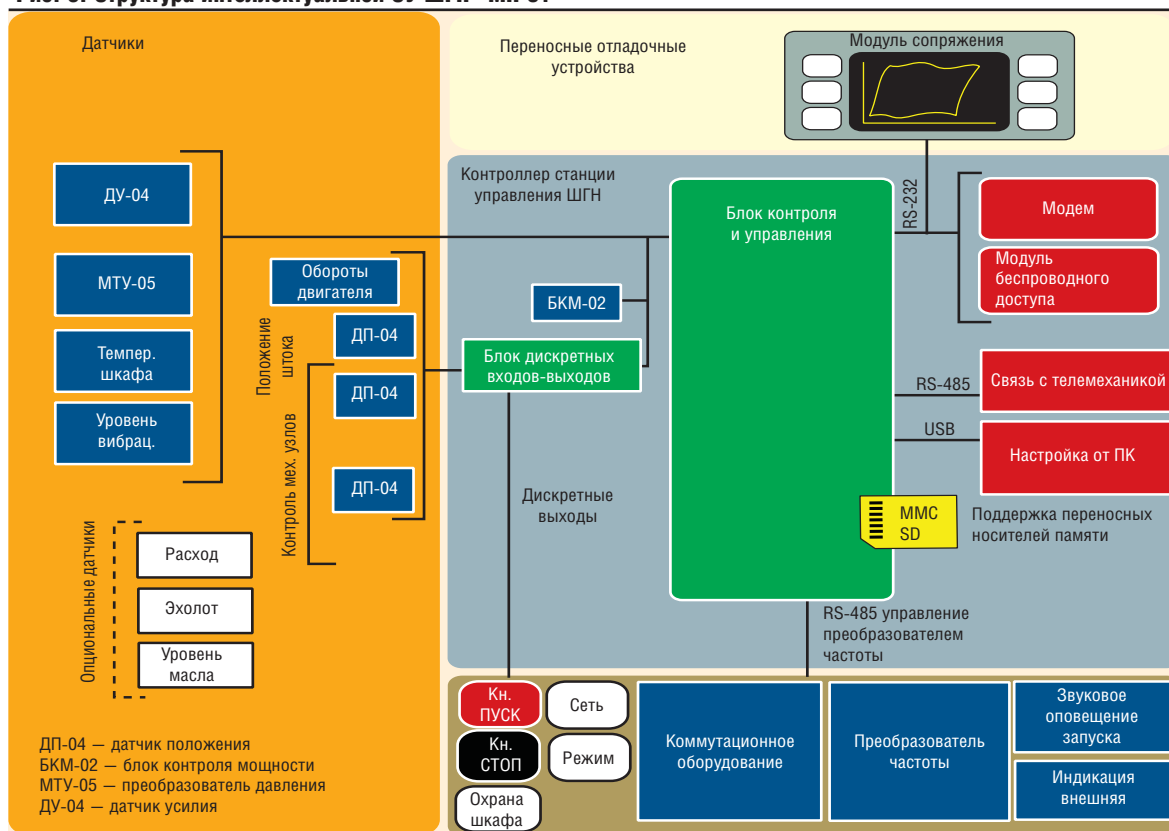 Датчики
ДУ-04
МТУ-05
Темпер.
шкафа
Уровень
вибрац.
Обороты
двигателя
Положение
штока
ДП-04
ДП-04
ДП-04
Контроль мех. узлов
Опциональные датчики
Расход
Эхолот
Уровень
масла
ДП-04 — датчик положения
БКМ-02 — блок контроля мощности
МТУ-05 — преобразователь давления
ДУ-04 — датчик усилия
Переносные отладочные
устройства
Модуль сопряжения
Контроллер станции
управления ШГН
Блок контроля
и управления
RS-232
Модем
Модуль
беспроводного
доступа
БКМ-02
Блок дискретных
входов-выходов
RS-485
Связь с телемеханикой
USB
Настройка от ПК
MMC
SD
Поддержка переносных
носителей памяти
Дискретные
выходы
RS-485 управление
преобразователем
частоты
Кн.
ПУСК
Сеть
Кн.
СТОП
Режим
Охрана
шкафа
Коммутационное
оборудование
Преобразователь
частоты
Звуковое
оповещение
запуска
Индикация
внешняя